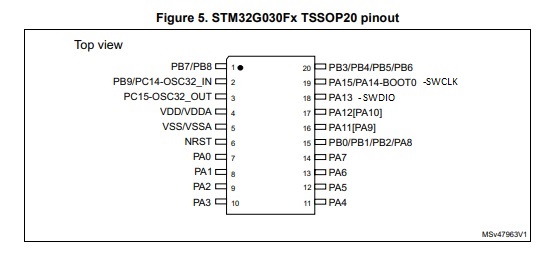 Figure 5. STM32G030Fx TSSOP20 pinout
Top view
PB7/PB8 1 20 PB3/PB4/PB5/PB6
PB9/PC14-OSC32_IN 2 19 PA15/PA14-BOOT0 -SWCLK
PC15-OSC32_OUT 3 18 PA13 -SWDIO
VDD/VDDA 4 17 PA12[PA10]
VSS/VSSA 5 16 PA11[PA9]
NRST 6 15 PB0/PB1/PB2/PA8
PA0 7 14 PA7
PA1 8 13 PA6
PA2 9 12 PA5
PA3 10 11 PA4
MSv47963V1